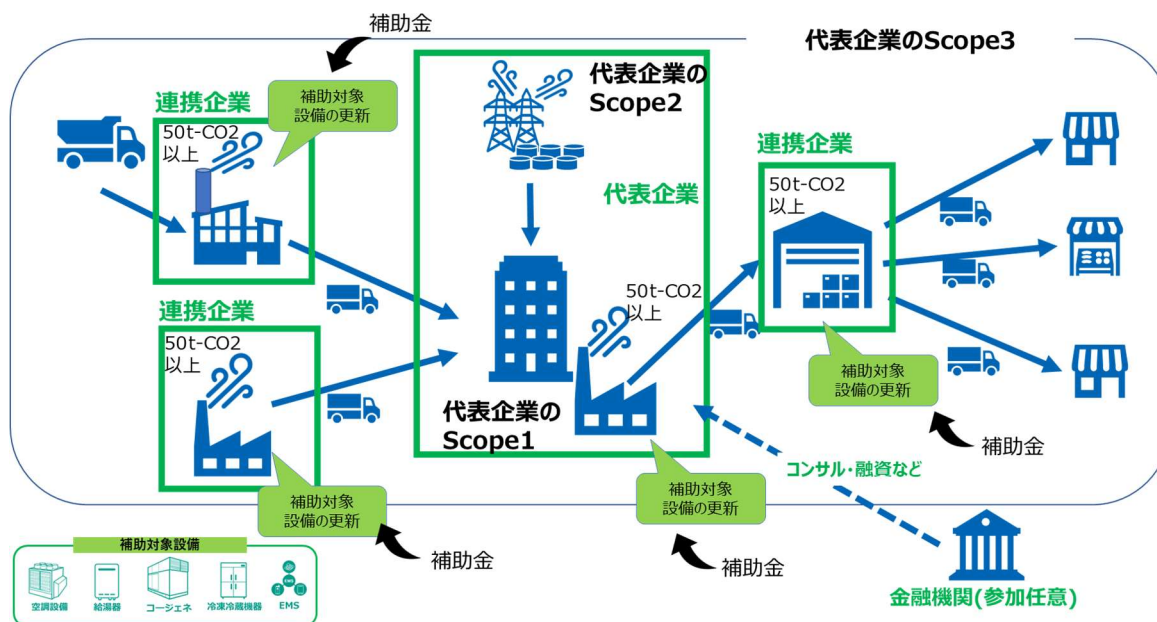 補助金
代表企業のScope3
連携企業
50t-CO2
以上
補助対象
設備の更新
代表企業の
Scope2
代表企業
連携企業
50t-CO2
以上
連携企業
50t-CO2
以上
50t-CO2
以上
代表企業の
Scope1
補助対象
設備の更新
補助金
補助対象
設備の更新
補助金
補助対象
設備の更新
補助金
コンサル・融資など
金融機関(参加任意)
補助対象設備
空調設備
給湯器
コージェネ
冷凍冷蔵機器
EMS